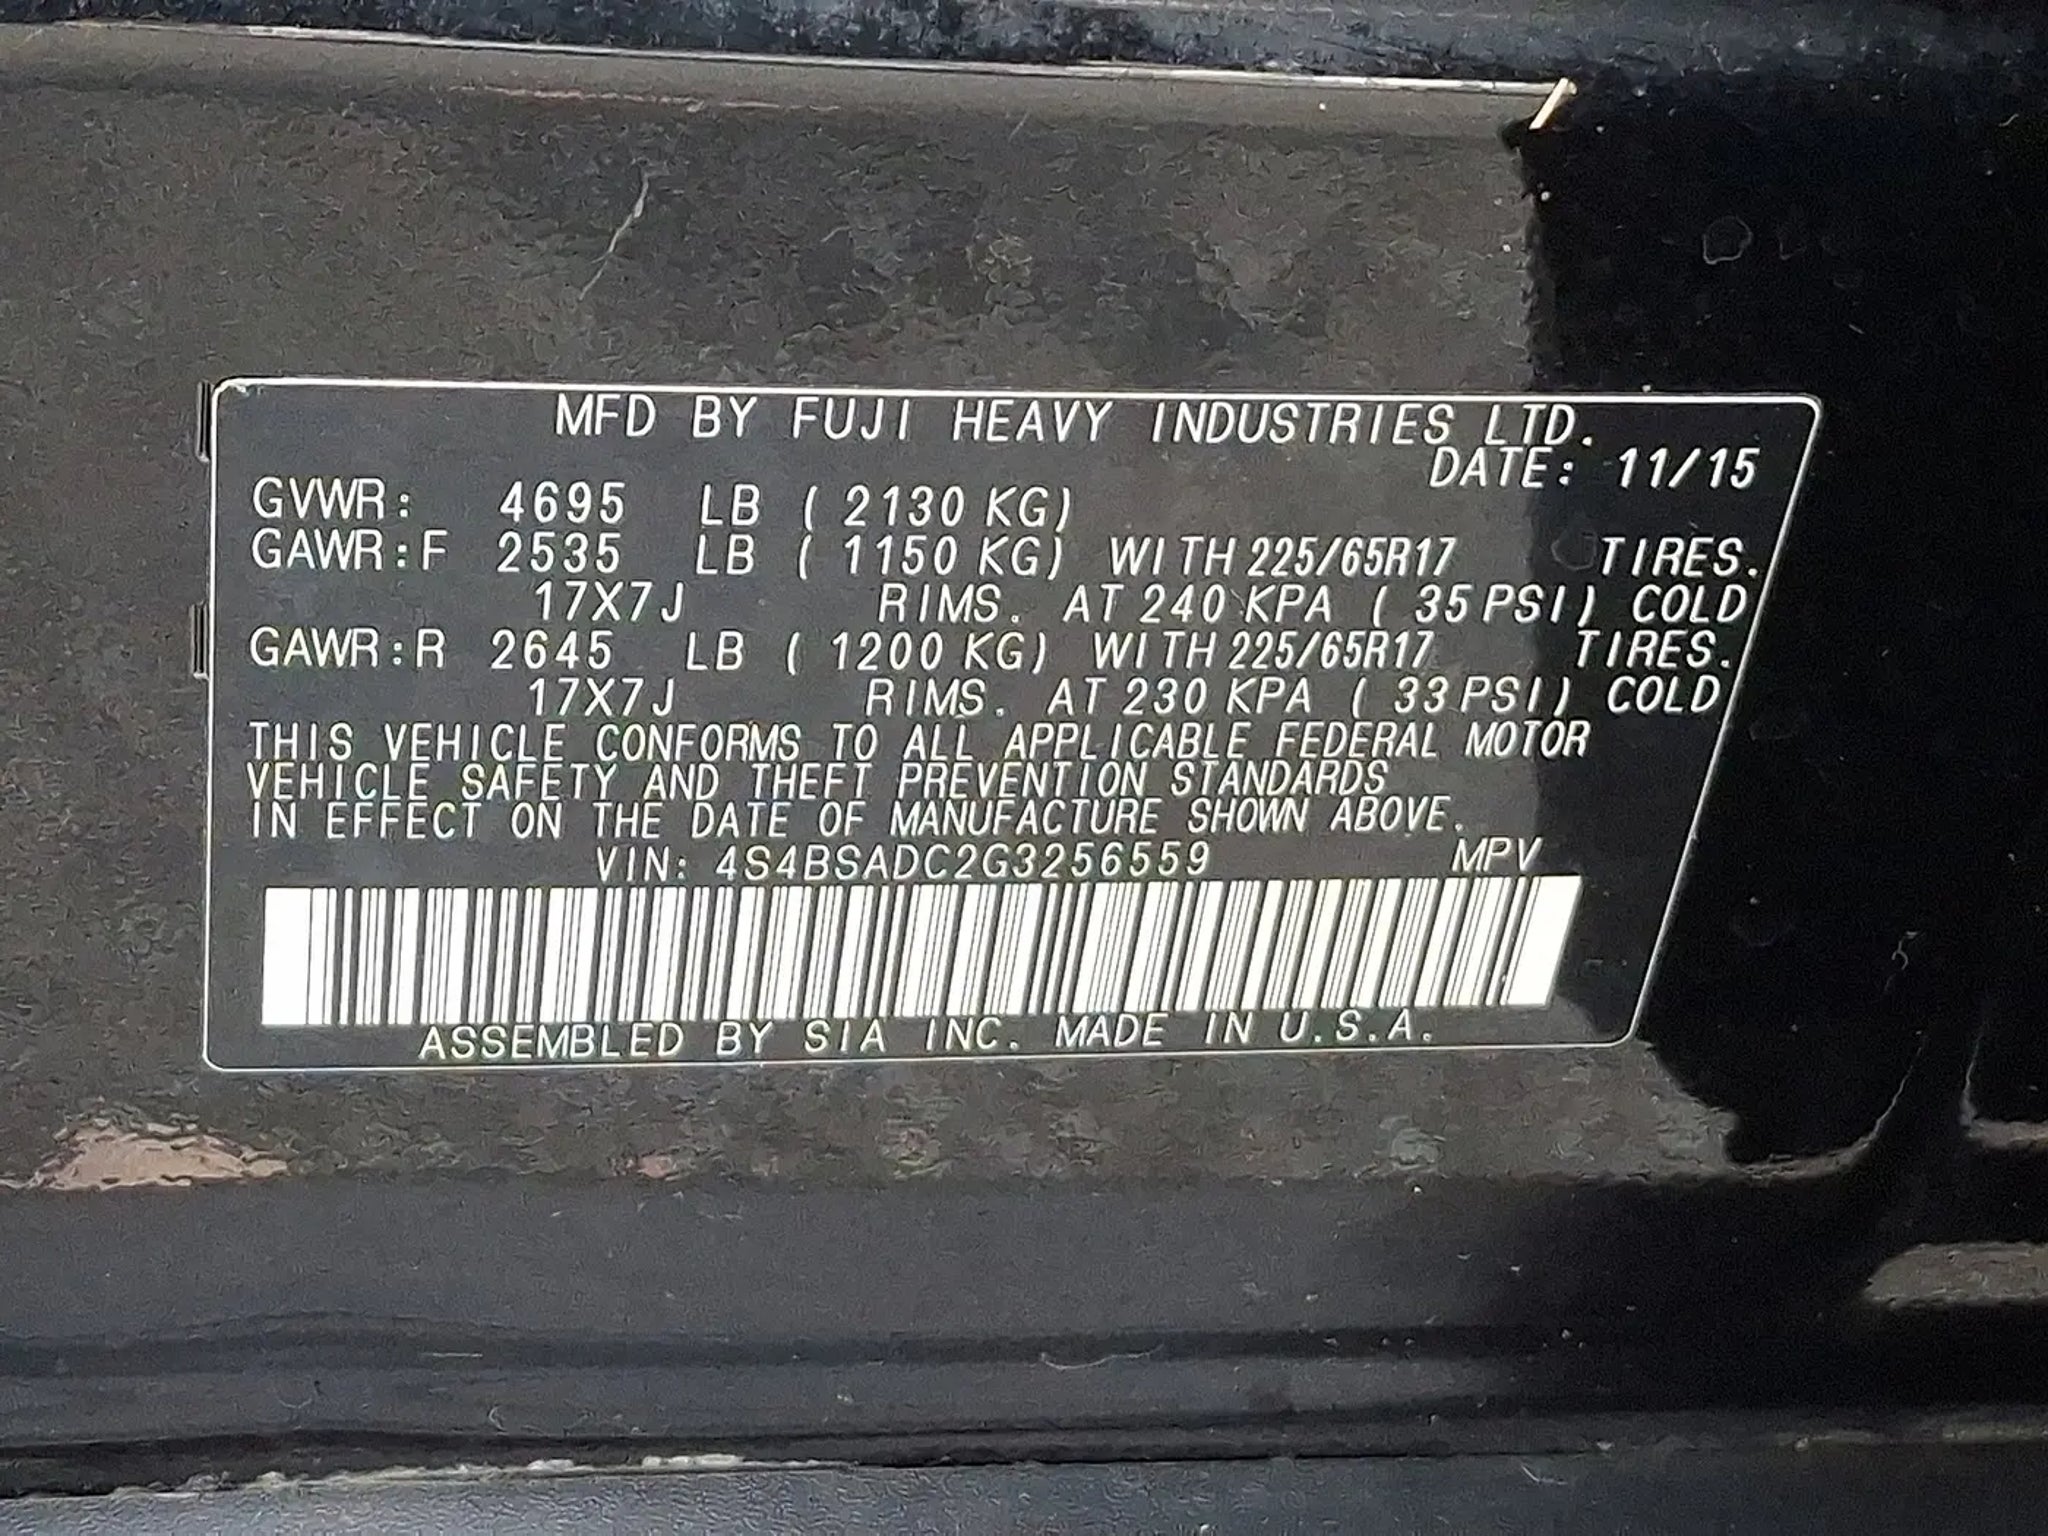 MFD BY FUJI HEAVY INDUSTRIES LTD.
DATE: 11/15
GVWR: 4695 LB ( 2130 KG)
GAWR:F 2535 LB ( 1150 KG) WITH 225/65R17 TIRES.
17X7J RIMS. AT 240 KPA ( 35 PSI) COLD
GAWR:R 2645 LB ( 1200 KG) WITH 225/65R17 TIRES.
17X7J RIMS. AT 230 KPA ( 33 PSI) COLD
THIS VEHICLE CONFORMS TO ALL APPLICABLE FEDERAL MOTOR
VEHICLE SAFETY AND THEFT PREVENTION STANDARDS
IN EFFECT ON THE DATE OF MANUFACTURE SHOWN ABOVE.
VIN: 4S4BSADC2G3256559 MPV
ASSEMBLED BY SIA INC. MADE IN U.S.A.